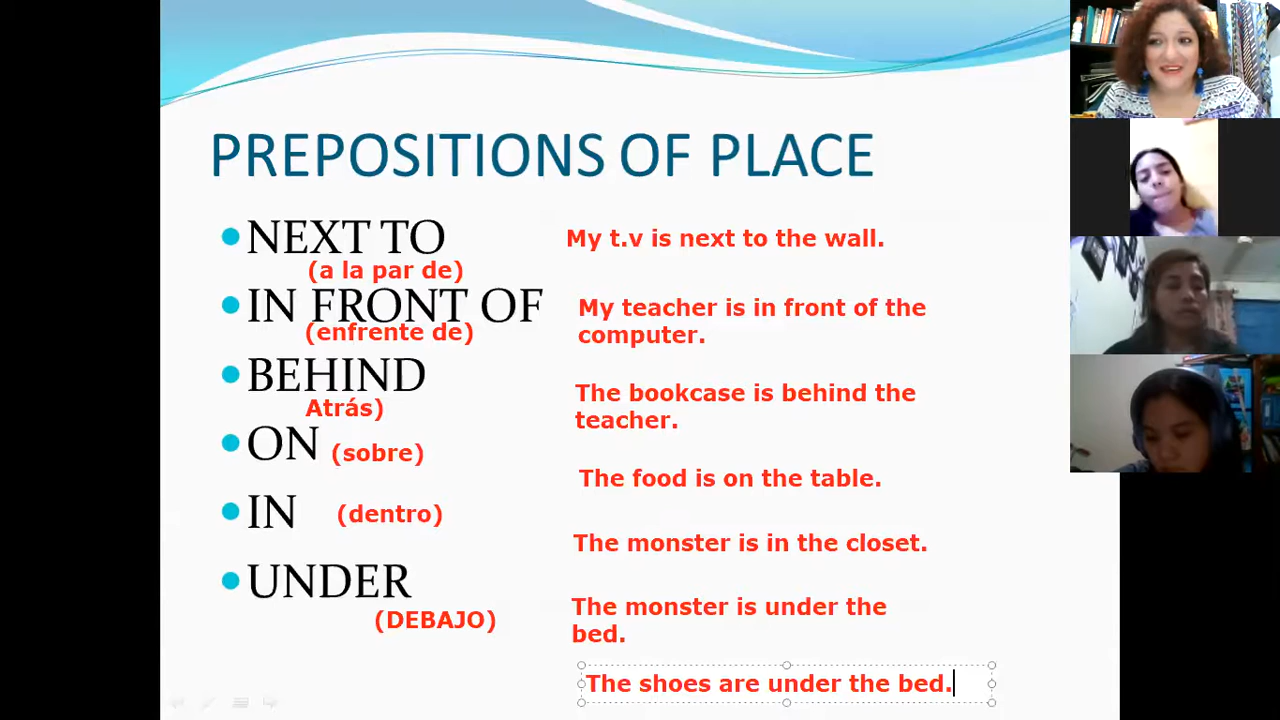 PREPOSITIONS OF PLACE
NEXT TO
My t.v is next to the wall.
(a la par de)
IN FRONT OF
(enfrente de)
My teacher is in front of the
computer.
BEHIND
Atrás)
The bookcase is behind the
teacher.
ON (sobre)
The food is on the table.
IN (dentro)
The monster is in the closet.
UNDER
(DEBAJO)
The monster is under the
bed.
The shoes are under the bed.